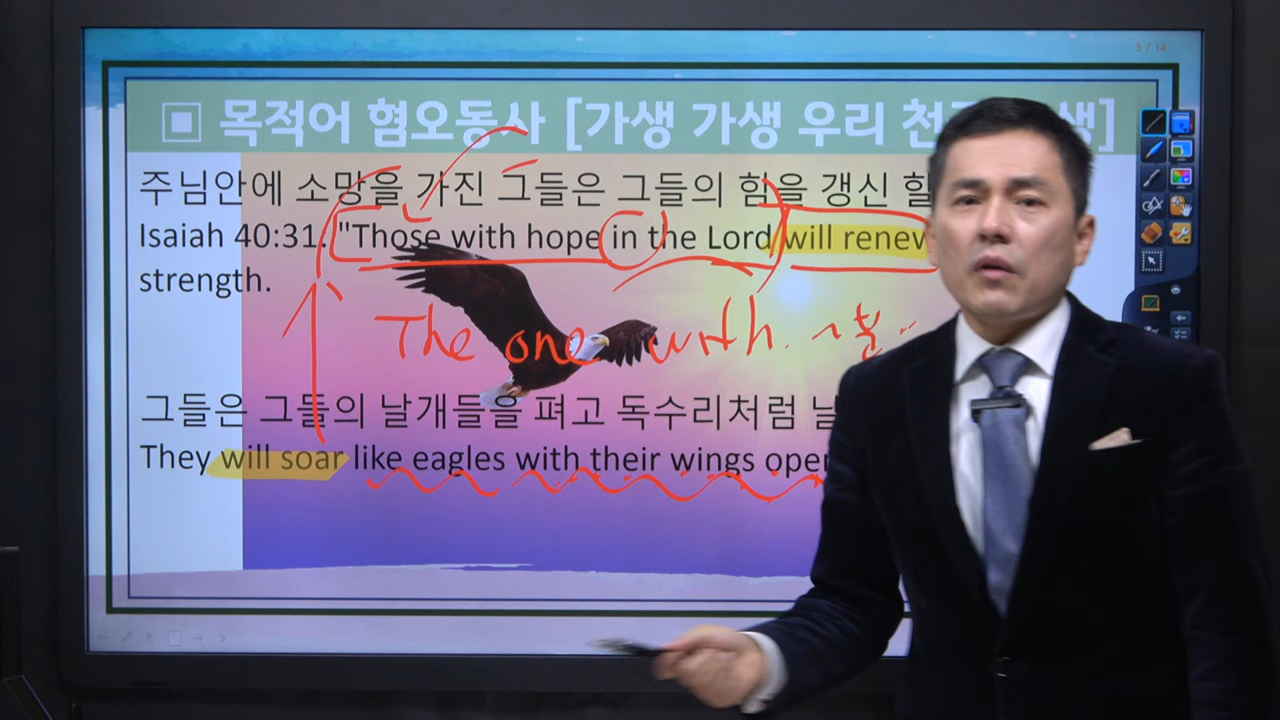 5 / 14
▣ 목적어 혐오동사 [가생 가생 우리 생]
주님안에 소망을 가진 그들은 그들의 힘을 갱신 할
Isaiah 40:31. "Those with hope in the Lord will renew
strength.
The one with.
그들은 그들의 날개들을 펴고 독수리처럼 날
They will soar like eagles with their wings open